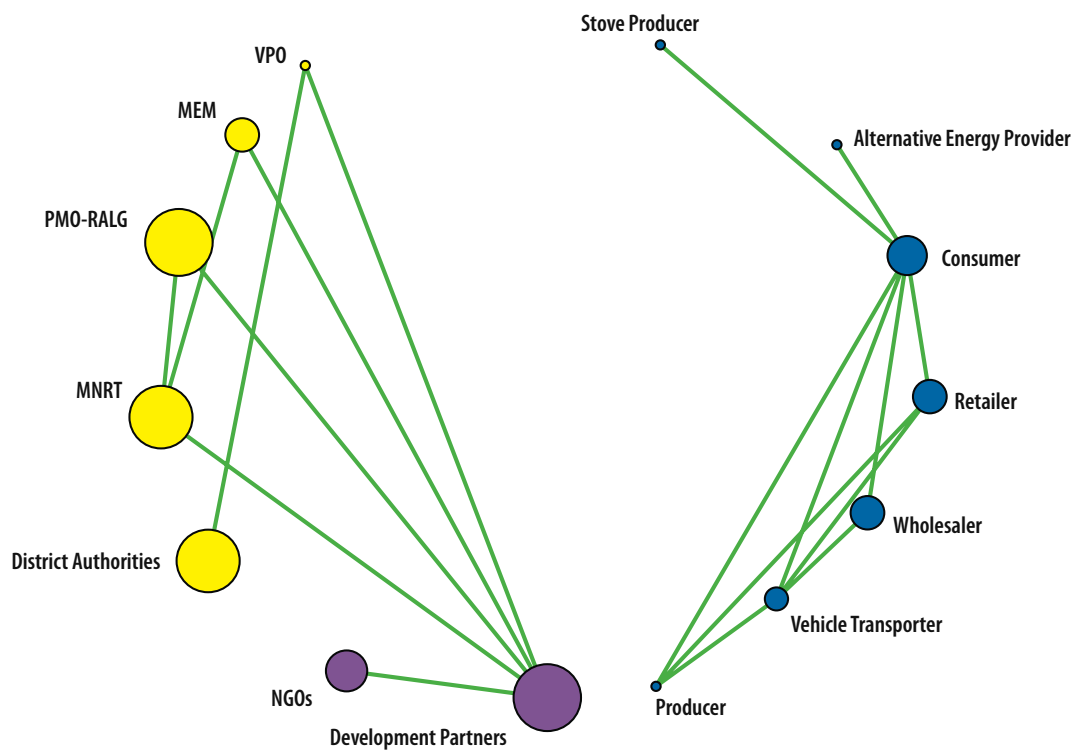 Stove Producer
VPO
MEM
Alternative Energy Provider
PMO-RALG
Consumer
MNRT
Retailer
Wholesaler
District Authorities
Vehicle Transporter
NGOs
Producer
Development Partners